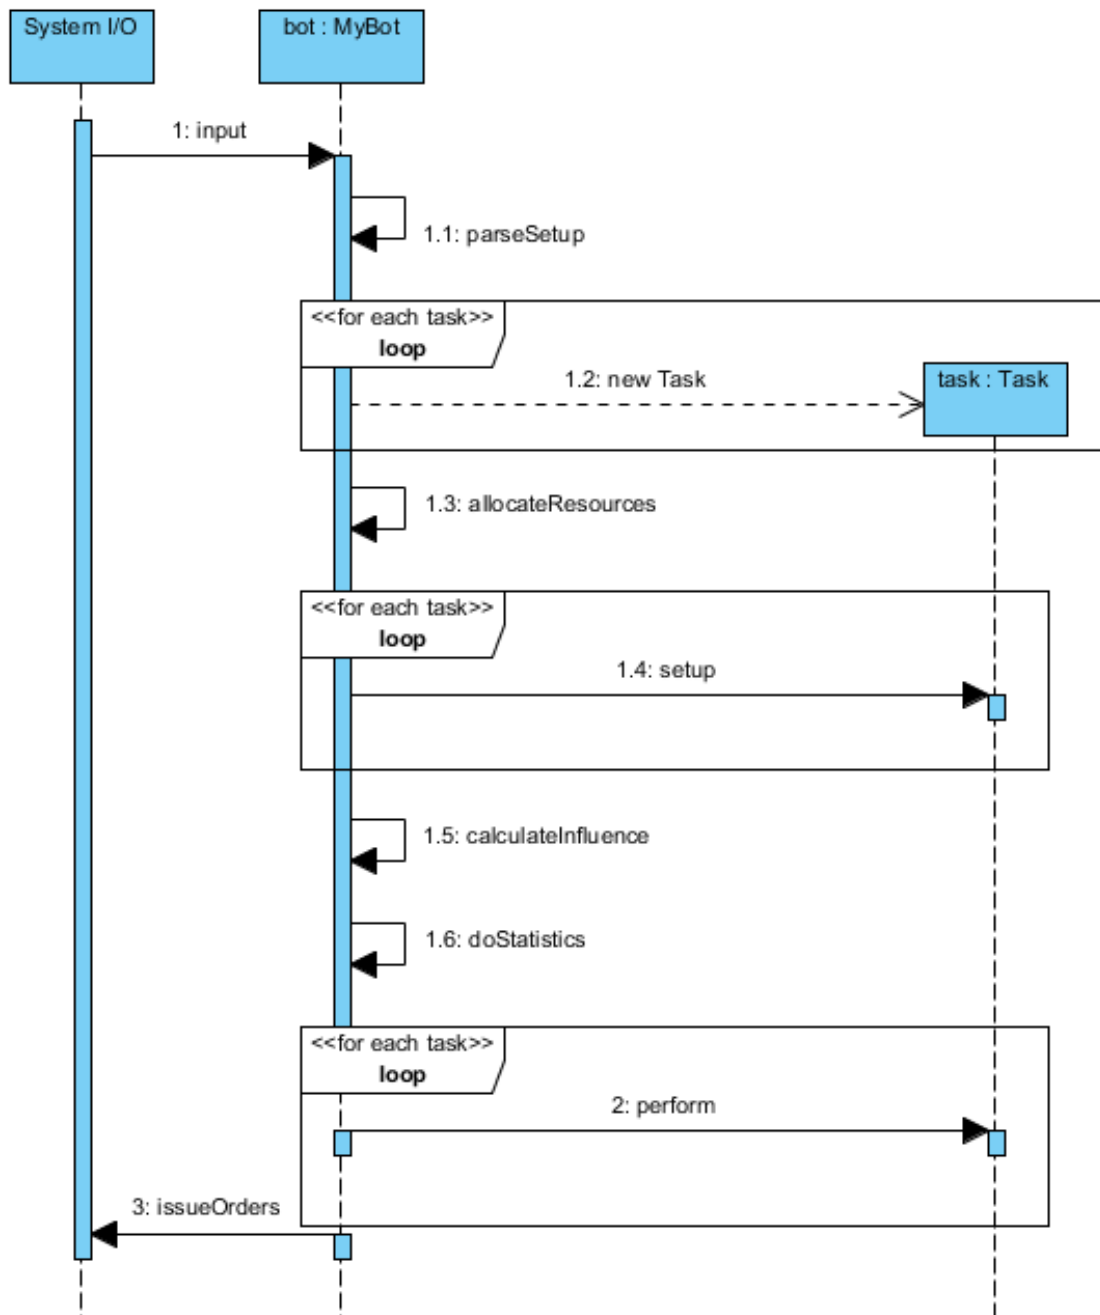 System I/O
bot : MyBot
1: input
1.1: parseSetup
<<for each task>>
loop
1.2: new Task
task : Task
1.3: allocateResources
<<for each task>>
loop
1.4: setup
1.5: calculateInfluence
1.6: doStatistics
<<for each task>>
loop
2: perform
3: issueOrders